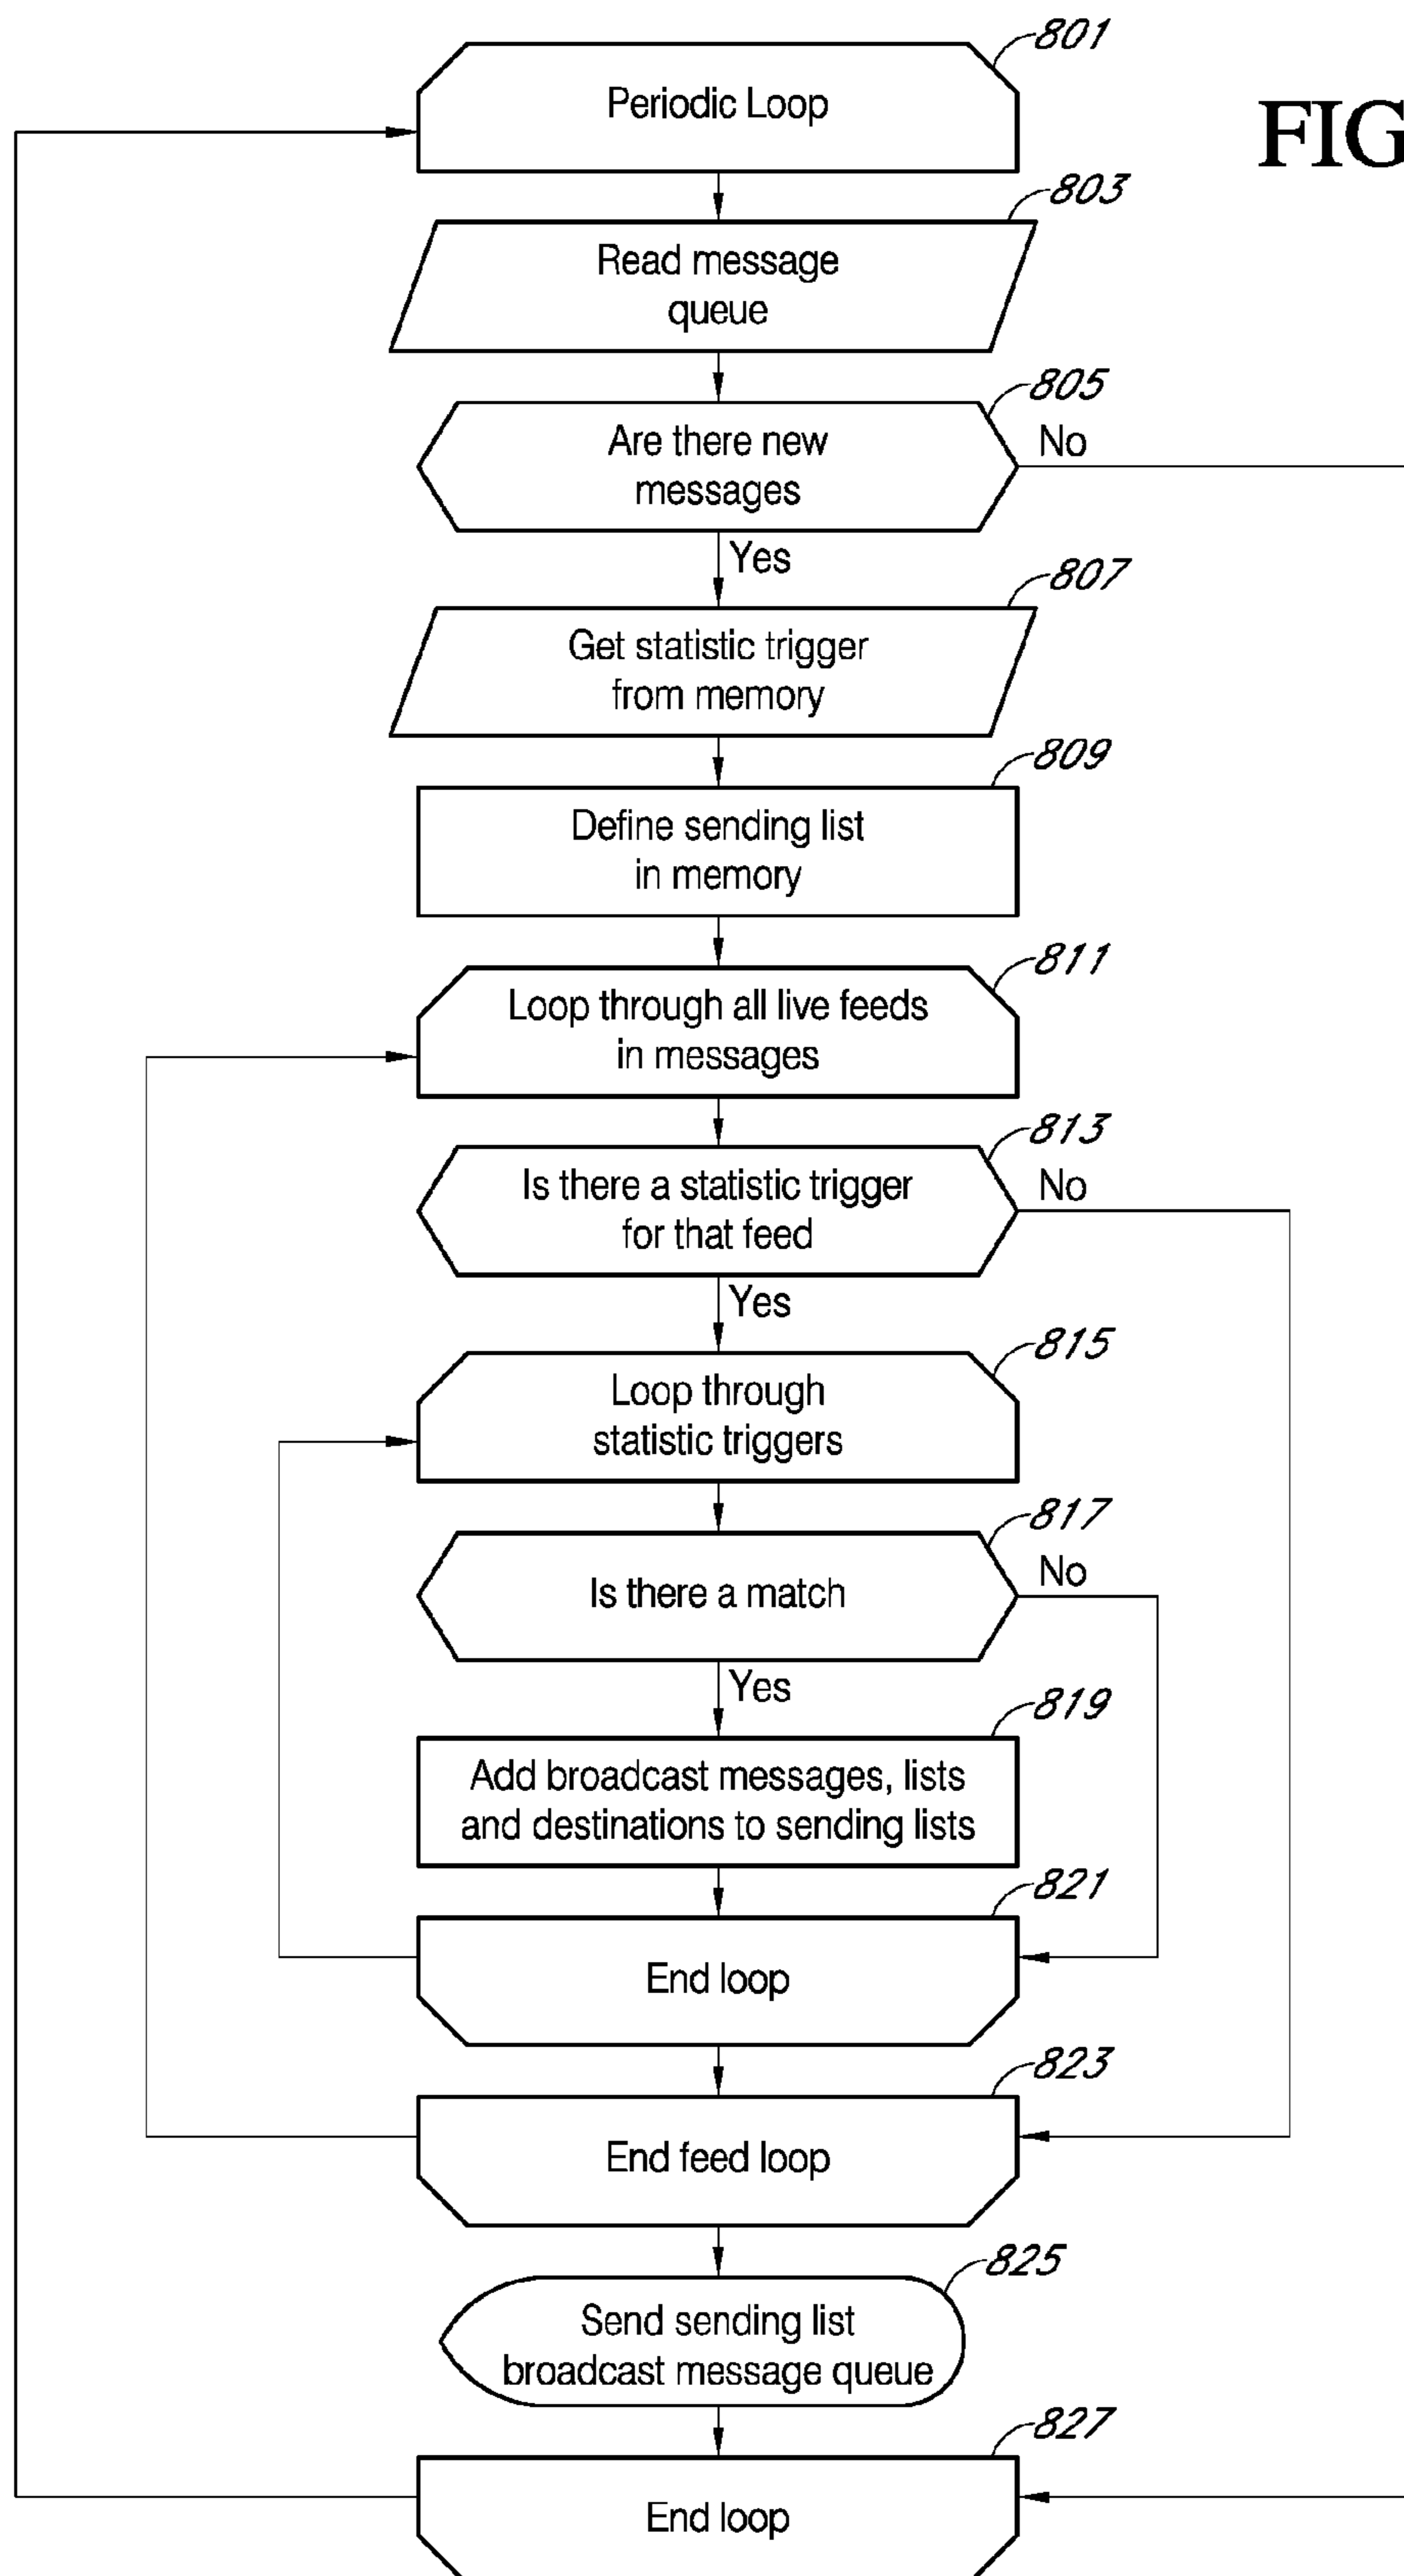 801
Periodic Loop
FIG
803
Read message
queue
805
Are there new
messages
No
Yes
807
Get statistic trigger
from memory
809
Define sending list
in memory
811
Loop through all live feeds
in messages
813
Is there a statistic trigger
for that feed
No
Yes
815
Loop through
statistic triggers
817
Is there a match
No
Yes
819
Add broadcast messages, lists
and destinations to sending lists
821
End loop
823
End feed loop
825
Send sending list
broadcast message queue
827
End loop